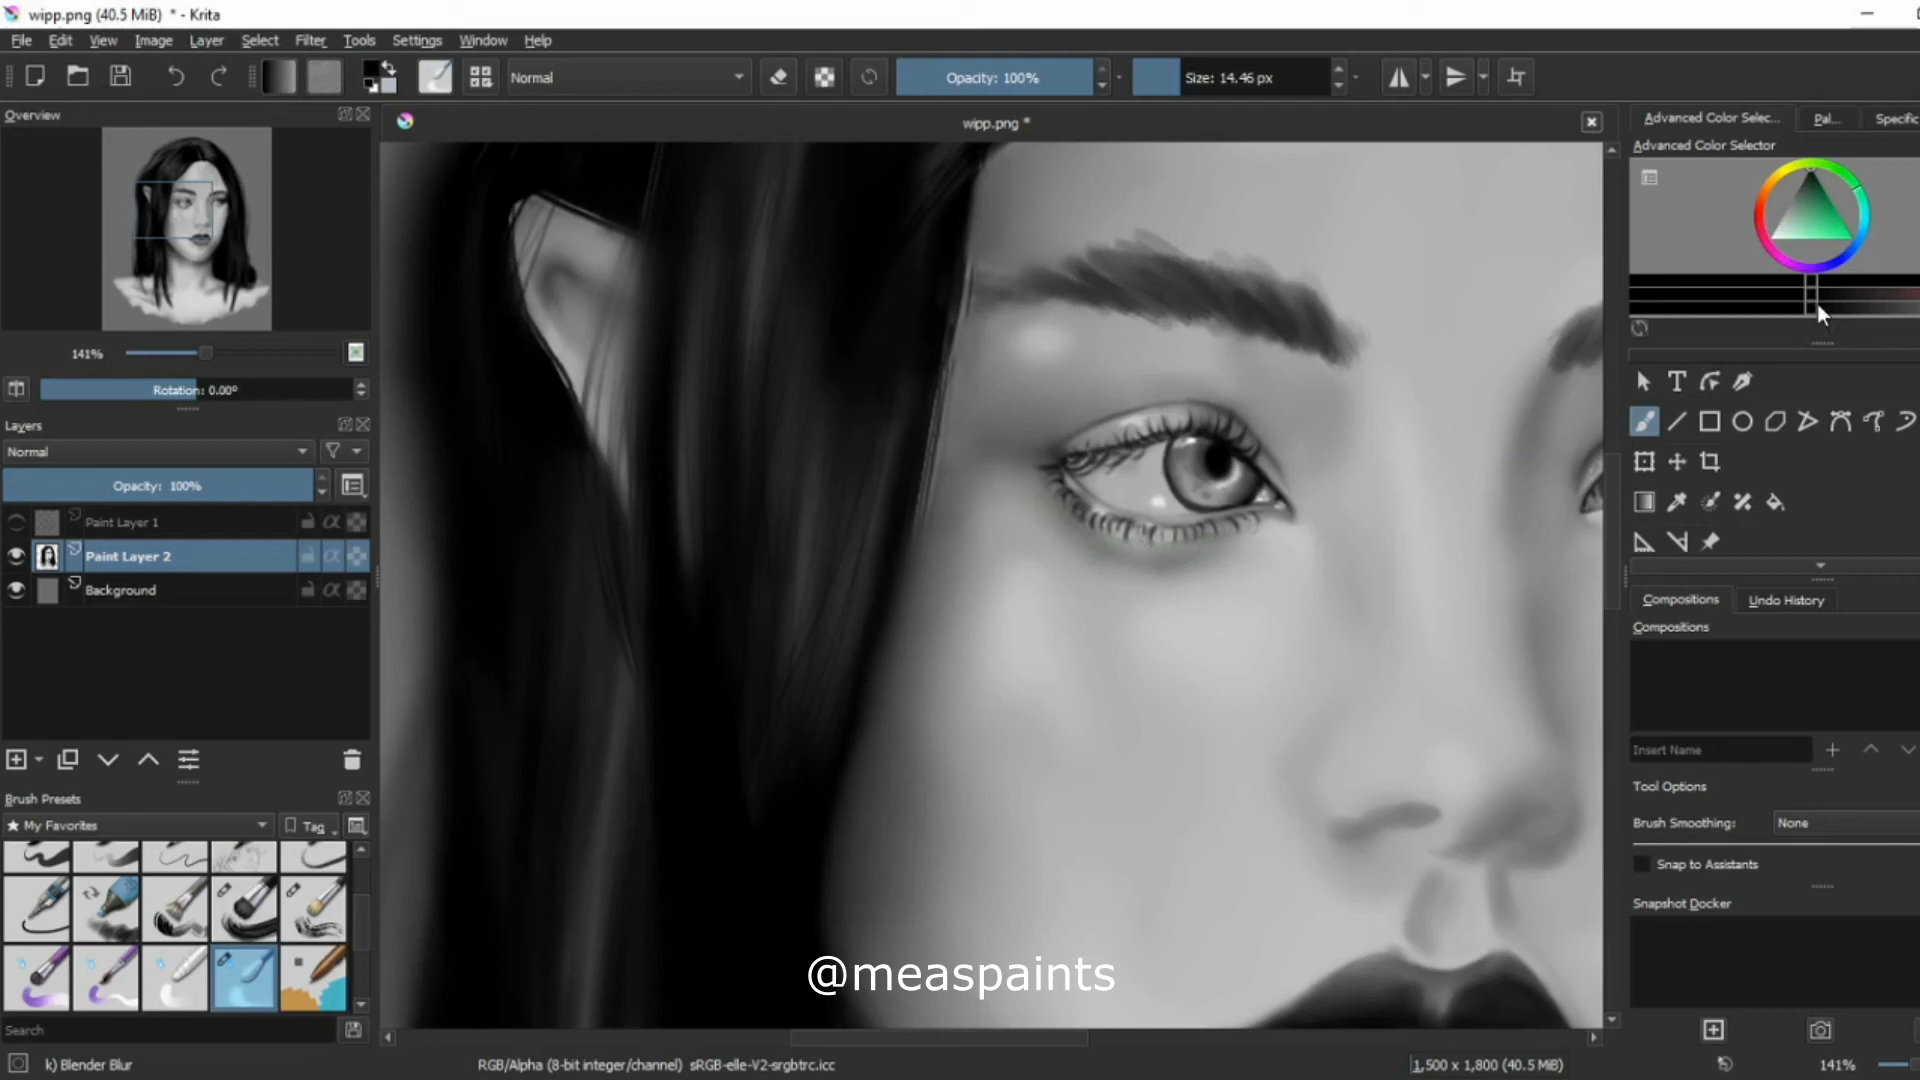 wipp.png (40.5 MiB) * - Krita
File Edit View Image Layer Select Filter Tools Settings Window Help
Normal
Opacity: 100%
Size: 14.46 px
Overview
wipp.png *
Advanced Color Selec...
Pal...
Specific
Advanced Color Selector
141%
Rotation: 0.00°
Layers
Normal
Opacity: 100%
Paint Layer 1
Paint Layer 2
Background
Compositions
Undo History
Compositions
Insert Name
Tool Options
Brush Smoothing:
None
Snap to Assistants
Snapshot Docker
Brush Presets
★ My Favorites
Tag
@measpaints
Search
k) Blender Blur
RGB/Alpha (8-bit integer/channel) sRGB-elle-V2-srgbtrc.icc
1,500 x 1,800 (40.5 MiB)
141%